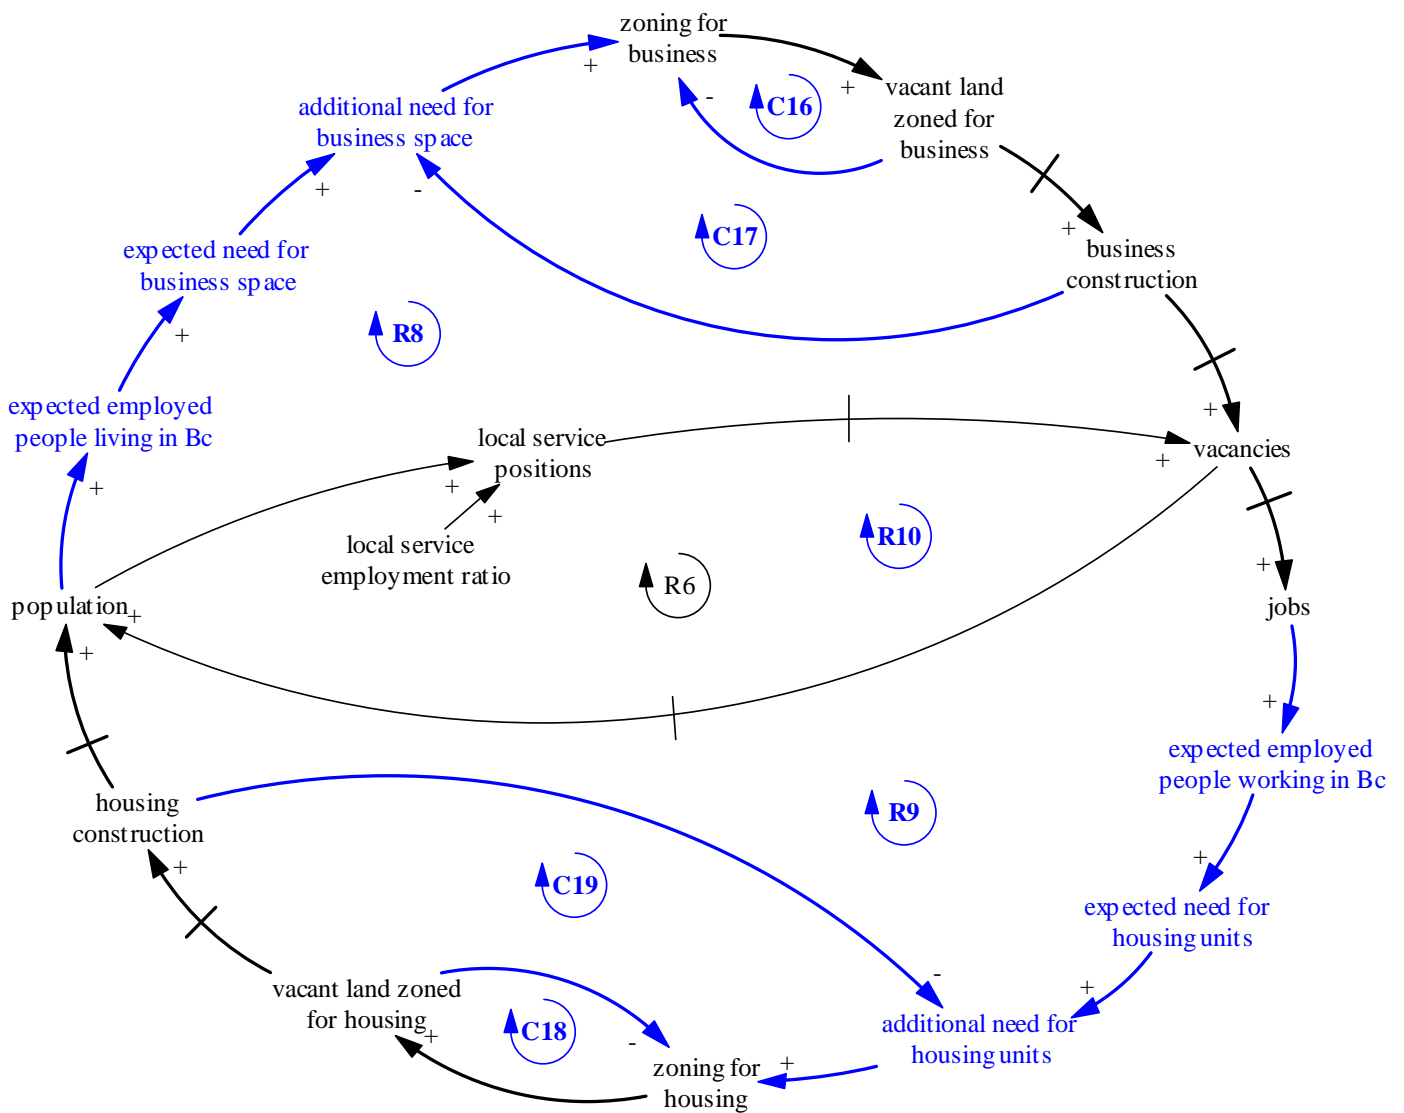 zoning for
business
+
+
-
C16
vacant land
zoned for
business
additional need for
business space
+
-
C17
+
business
construction
expected need for
business space
+
R8
+
expected employed
people living in Bc
+
local service
positions
+
+
vacancies
+
local service
employment ratio
R10
R6
+
jobs
population
+
+
+
expected employed
people working in Bc
housing
construction
+
R9
+
C19
expected need for
housing units
+
-
vacant land zoned
for housing
+
C18
-
additional need for
housing units
+
zoning for
housing